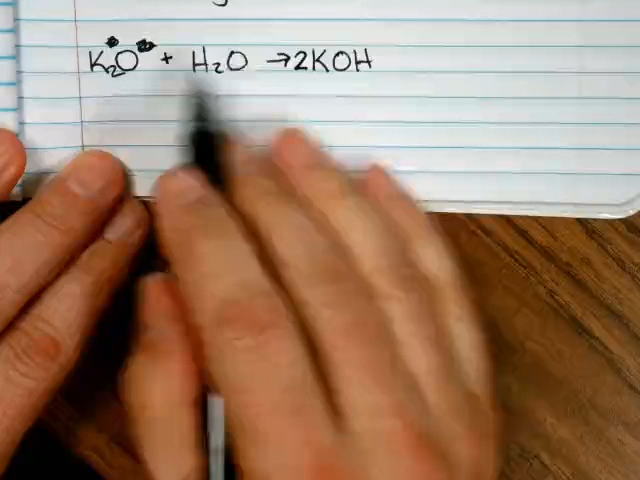 K₂O + H₂O → 2KOH